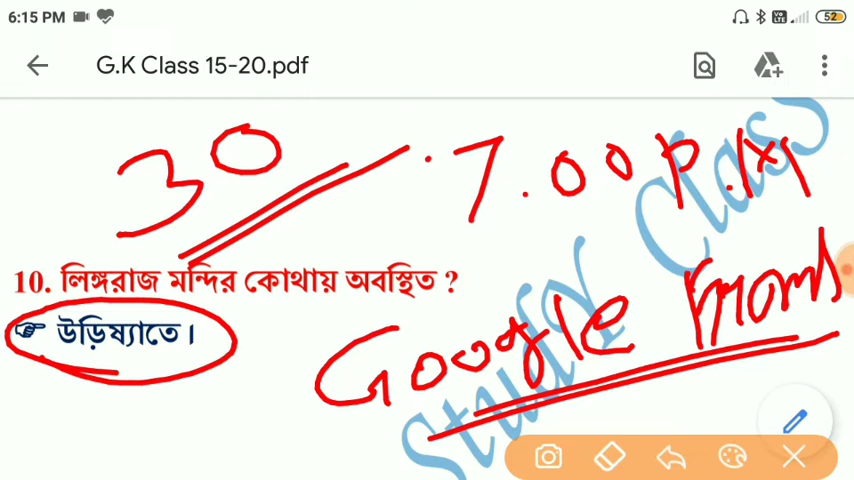 6:15 PM 52
G.K Class 15-20.pdf
30 7.00 P.M
10. লিঙ্গরাজ মন্দির কোথায় অবস্থিত ?
☞ উড়িষ্যাতে।
Google From
Study Class